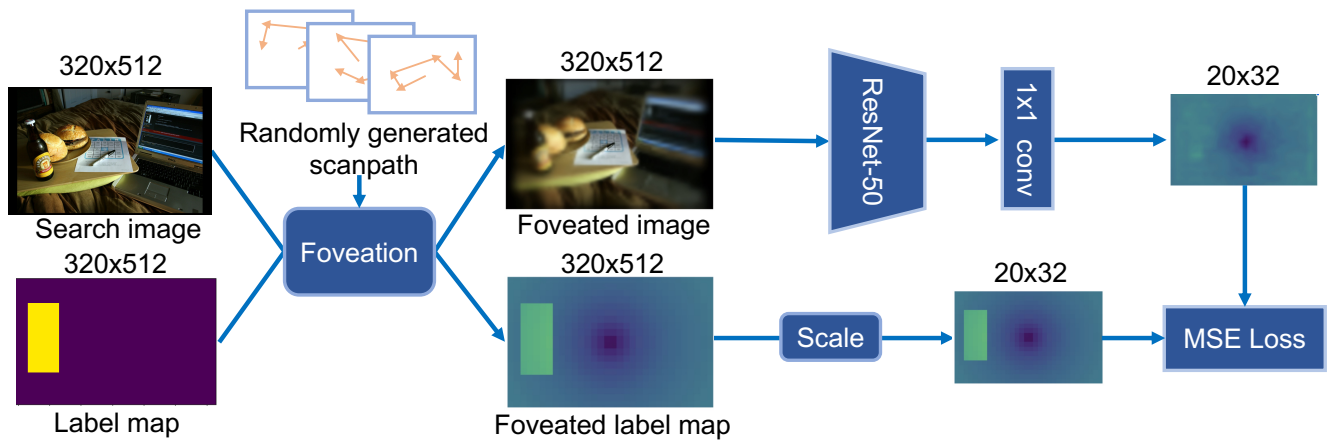 320x512
Search image
320x512
Label map
Randomly generated
scanpath
Foveation
320x512
Foveated image
320x512
Foveated label map
ResNet-50
1x1 conv
20x32
Scale
20x32
MSE Loss